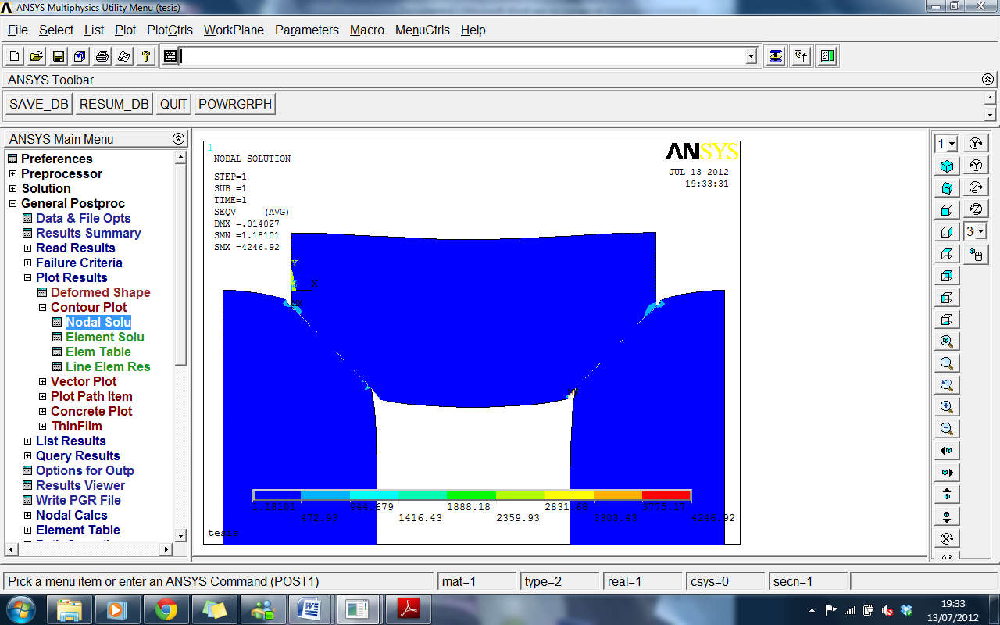 ANSYS Multiphysics Utility Menu (tesis)
File Select List Plot PlotCtrls WorkPlane Parameters Macro MenuCtrls Help
ANSYS Toolbar
SAVE_DB RESUM_DB QUIT POWRGRPH
ANSYS Main Menu
Preferences
Preprocessor
Solution
General Postproc
Data & File Opts
Results Summary
Read Results
Failure Criteria
Plot Results
Deformed Shape
Contour Plot
Nodal Solu
Element Solu
Elem Table
Line Elem Res
Vector Plot
Plot Path Item
Concrete Plot
ThinFilm
List Results
Query Results
Options for Outp
Results Viewer
Write PGR File
Nodal Calcs
Element Table
1
NODAL SOLUTION
STEP=1
SUB =1
TIME=1
SEQV (AVG)
DMX =.014027
SMN =1.18101
SMX =4246.92
ANSYS
JUL 13 2012
19:33:31
Y
X
MX
1.18101 944.679 1888.18 2831.68 3775.17
472.93 1416.43 2359.93 3303.43 4246.92
tesis
1
3
Pick a menu item or enter an ANSYS Command (POST1) mat=1 type=2 real=1 csys=0 secn=1
19:33
13/07/2012